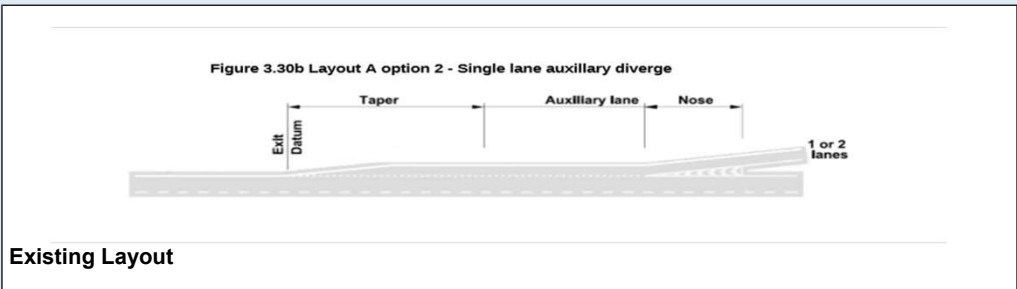 Figure 3.30b Layout A option 2 - Single lane auxillary diverge
Taper
Auxillary lane
Nose
Exit
Datum
1 or 2
lanes
Existing Layout